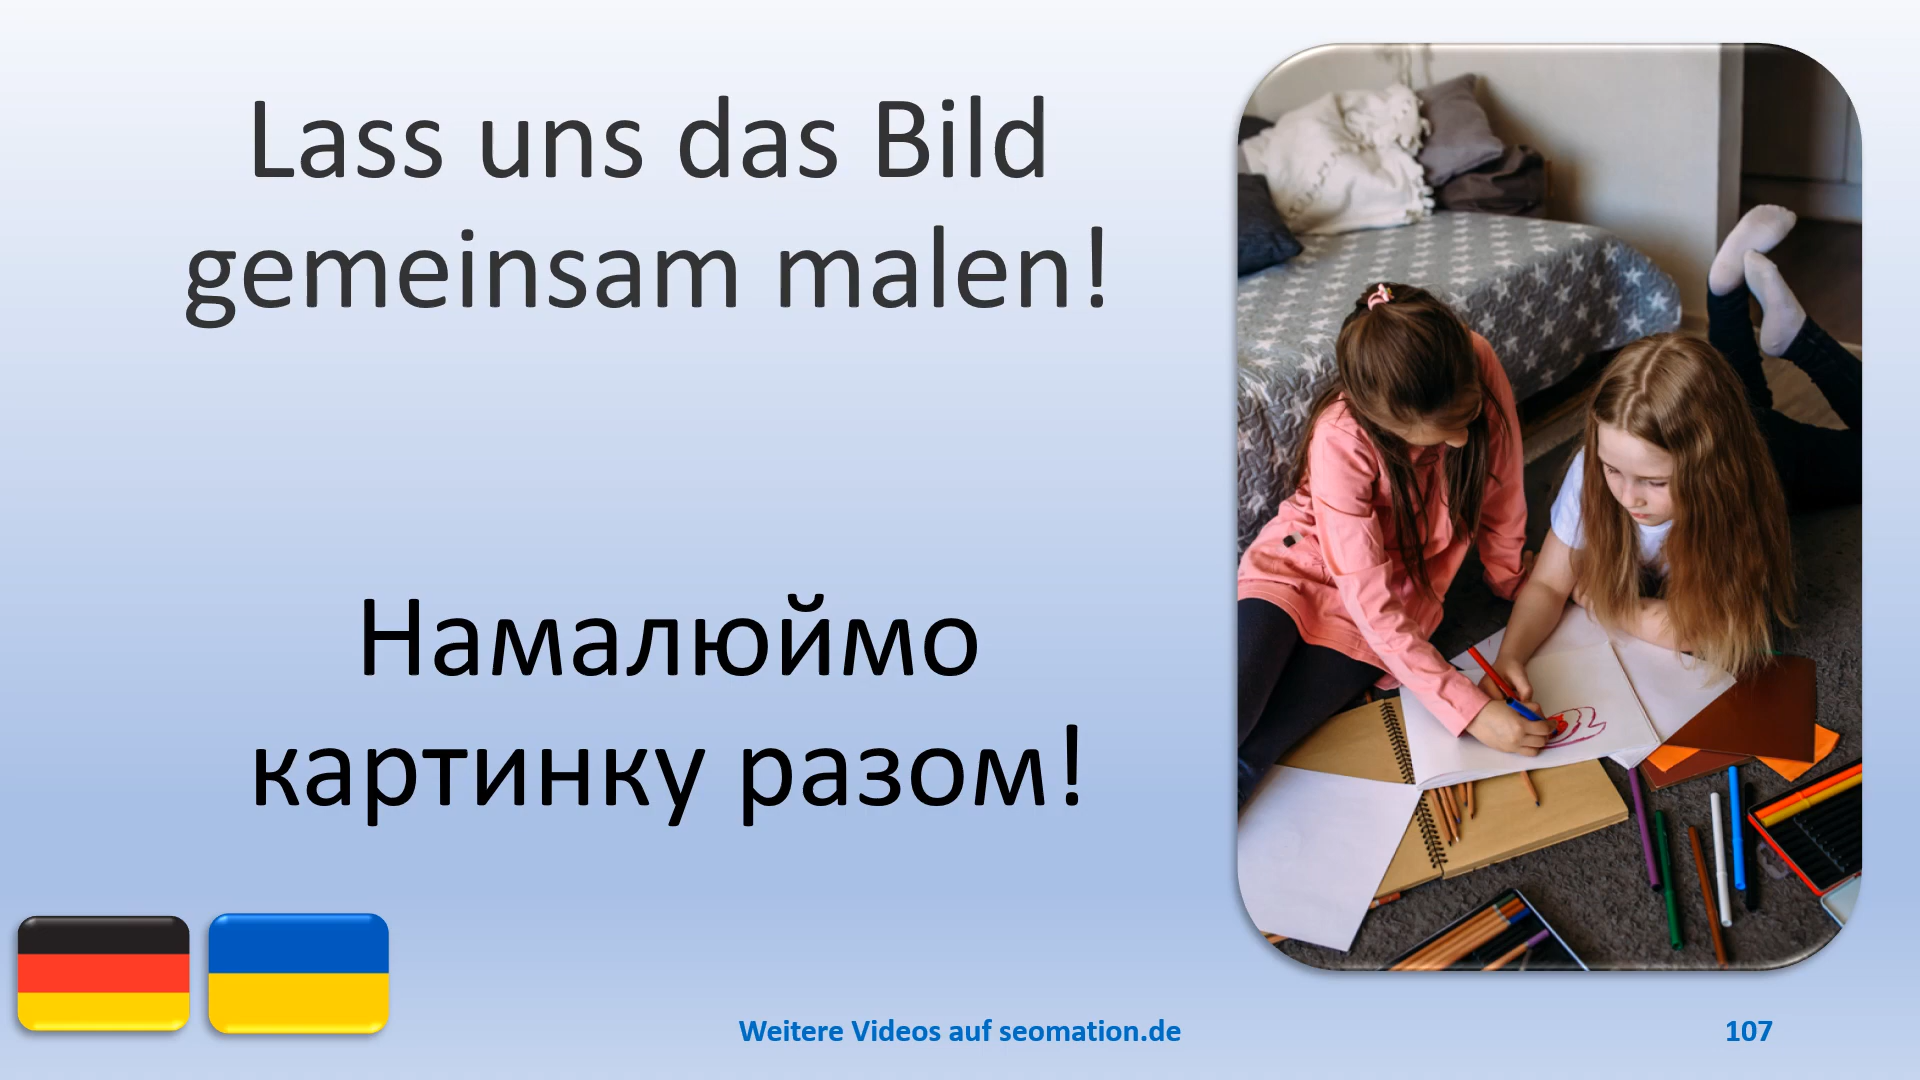 Lass uns das Bild
gemeinsam malen!
Намалюймо
картинку разом!
Weitere Videos auf seomation.de
107